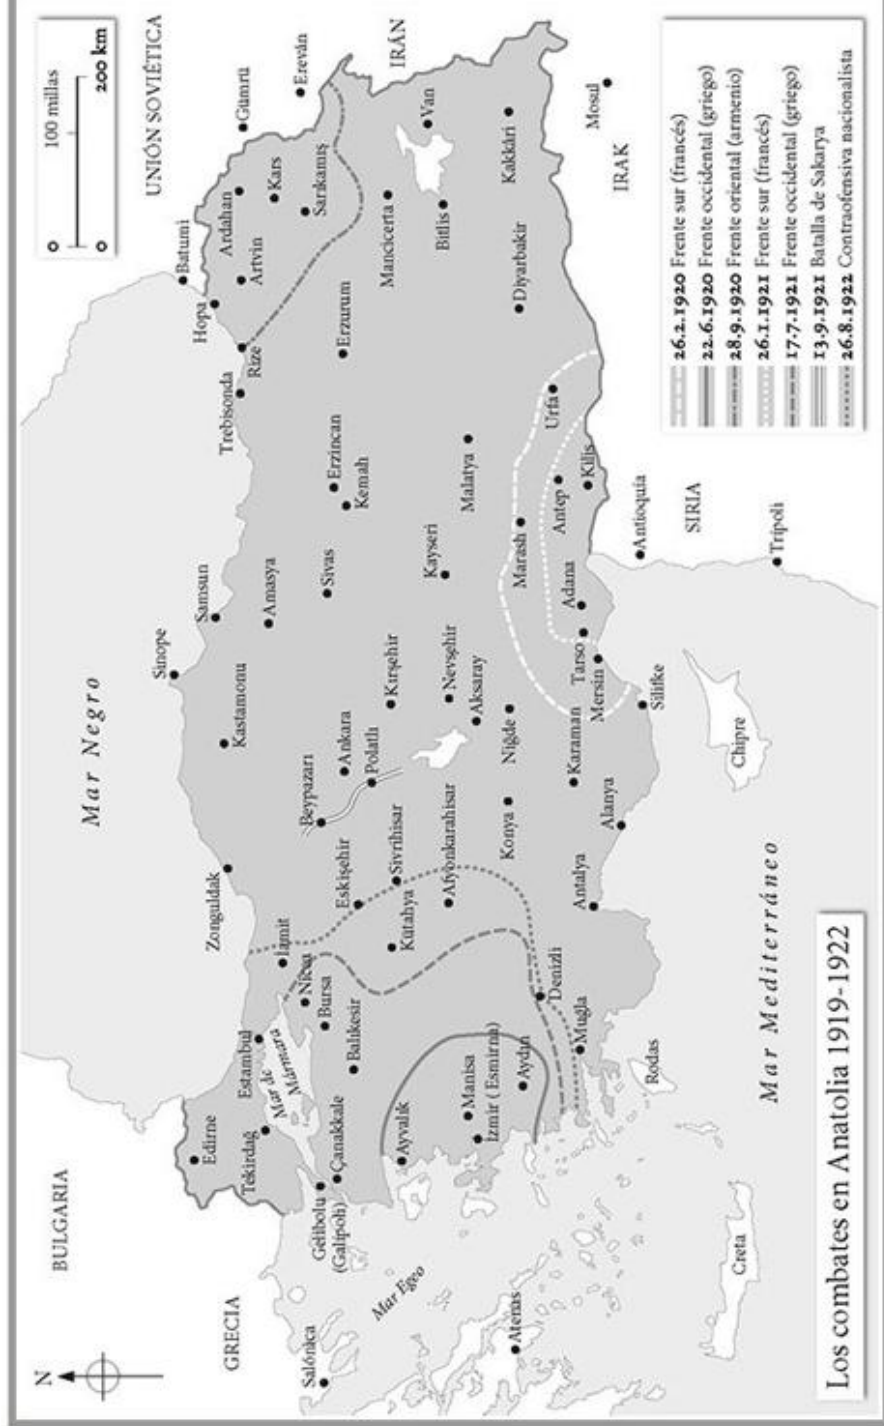 N
BULGARIA
GRECIA
UNIÓN SOVIÉTICA
IRÁN
IRAK
SIRIA
Mar Negro
Mar Mediterráneo
Mar Egeo
Mar de
Mármara
0 100 millas
0 200 km
Edirne
Tekirdağ
Estambul
Gelibolu
(Galípoli)
Çanakkale
Salónica
Atenas
Creta
Rodas
Chipre
Ayvalik
Manisa
Izmir (Esmirna)
Aydın
Muğla
Denizli
Balıkesir
Bursa
Nicea
Izmit
Zonguldak
Eskişehir
Kütahya
Sivrihisar
Afyonkarahisar
Antalya
Alanya
Konya
Karaman
Beypazarı
Ankara
Polatlı
Kastamonu
Sinope
Samsun
Amasya
Sivas
Kırşehir
Nevşehir
Aksaray
Niğde
Kayseri
Silifke
Mersin
Tarso
Adana
Marash
Antep
Kilis
Urfa
Malatya
Kemah
Erzincan
Trebisonda
Rize
Hopa
Batumi
Artvin
Ardahan
Kars
Sarıkamış
Gümrü
Ereván
Erzurum
Mancicerta
Bitlis
Van
Diyarbakir
Kakkâri
Mosul
Antioquía
Trípoli
26.2.1920 Frente sur (francés)
22.6.1920 Frente occidental (griego)
28.9.1920 Frente oriental (armenio)
26.1.1921 Frente sur (francés)
17.7.1921 Frente occidental (griego)
13.9.1921 Batalla de Sakarya
26.8.1922 Contraofensiva nacionalista
Los combates en Anatolia 1919-1922